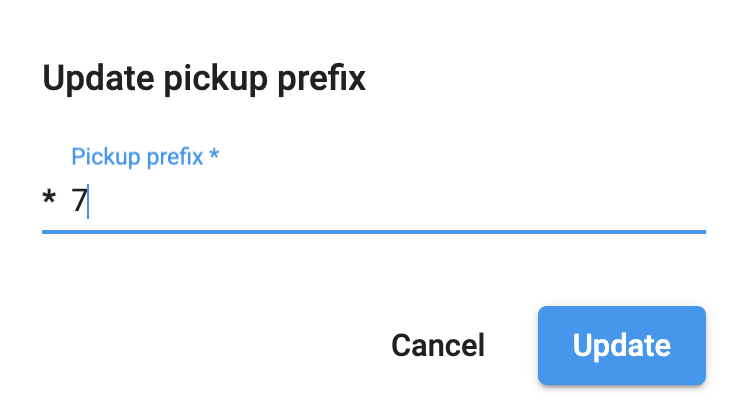 Update pickup prefix
Pickup prefix *
* 7
Cancel Update